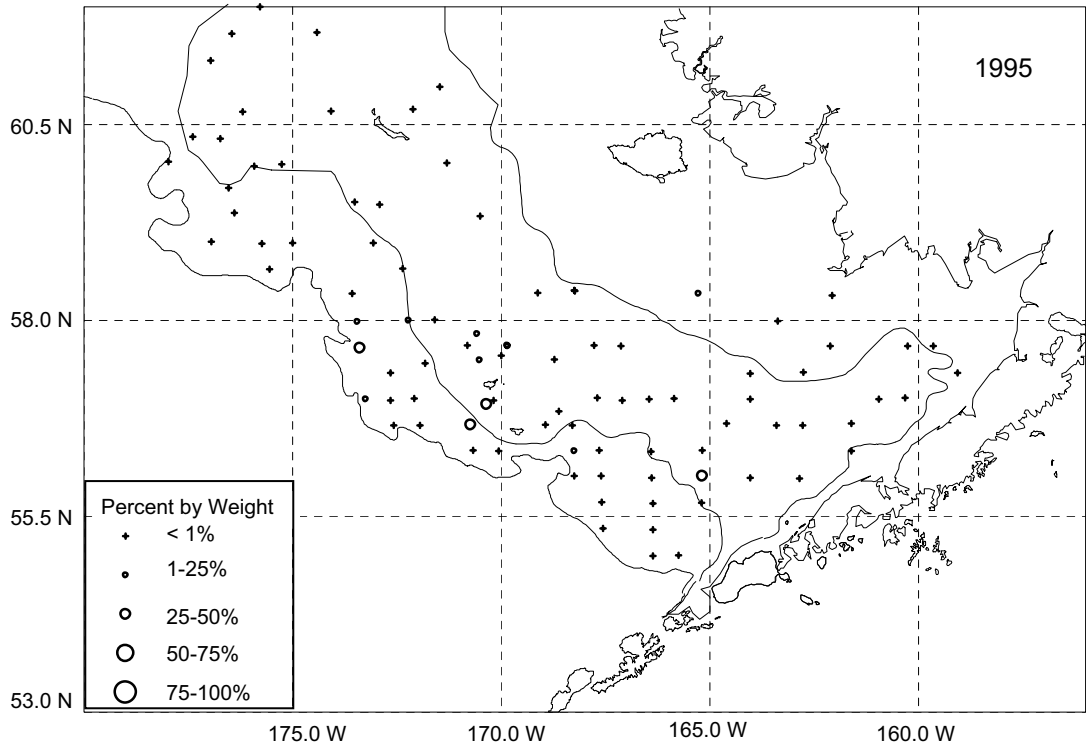 1995
60.5 N
58.0 N
55.5 N
53.0 N
Percent by Weight
< 1%
1-25%
25-50%
50-75%
75-100%
175.0 W
170.0 W
165.0 W
160.0 W